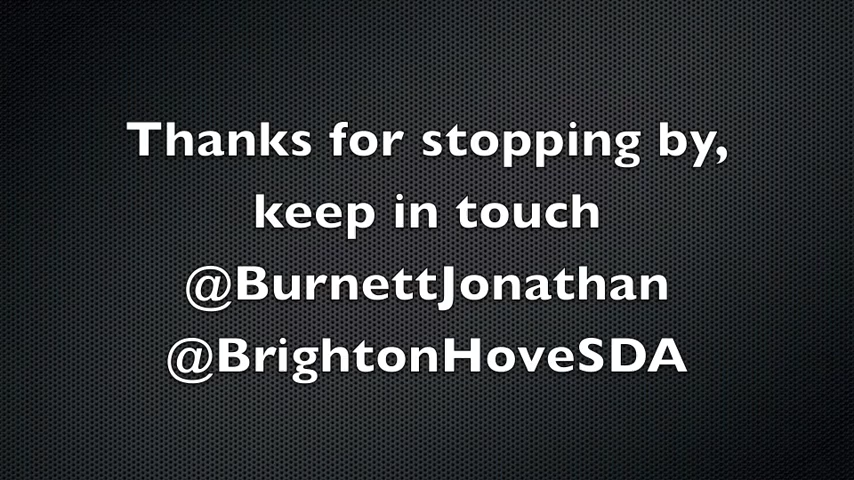 Thanks for stopping by,
keep in touch
@BurnettJonathan
@BrightonHoveSDA